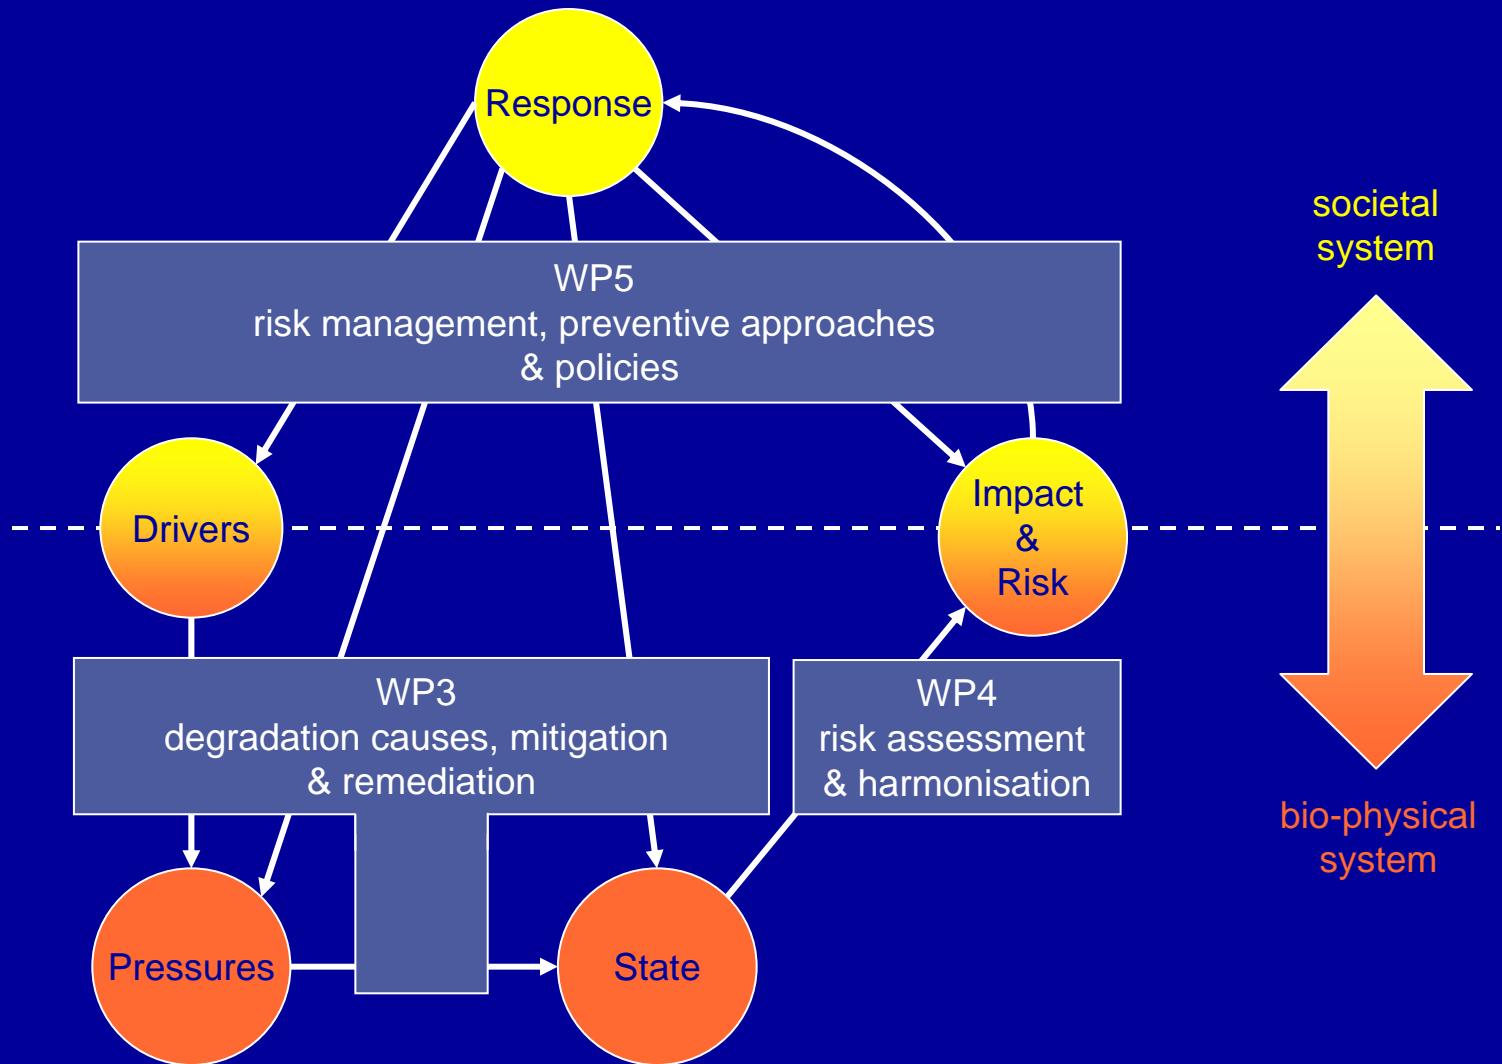 Response
societal
system
WP5
risk management, preventive approaches
& policies
Drivers
Impact
&
Risk
WP3
degradation causes, mitigation
& remediation
WP4
risk assessment
& harmonisation
bio-physical
system
Pressures
State